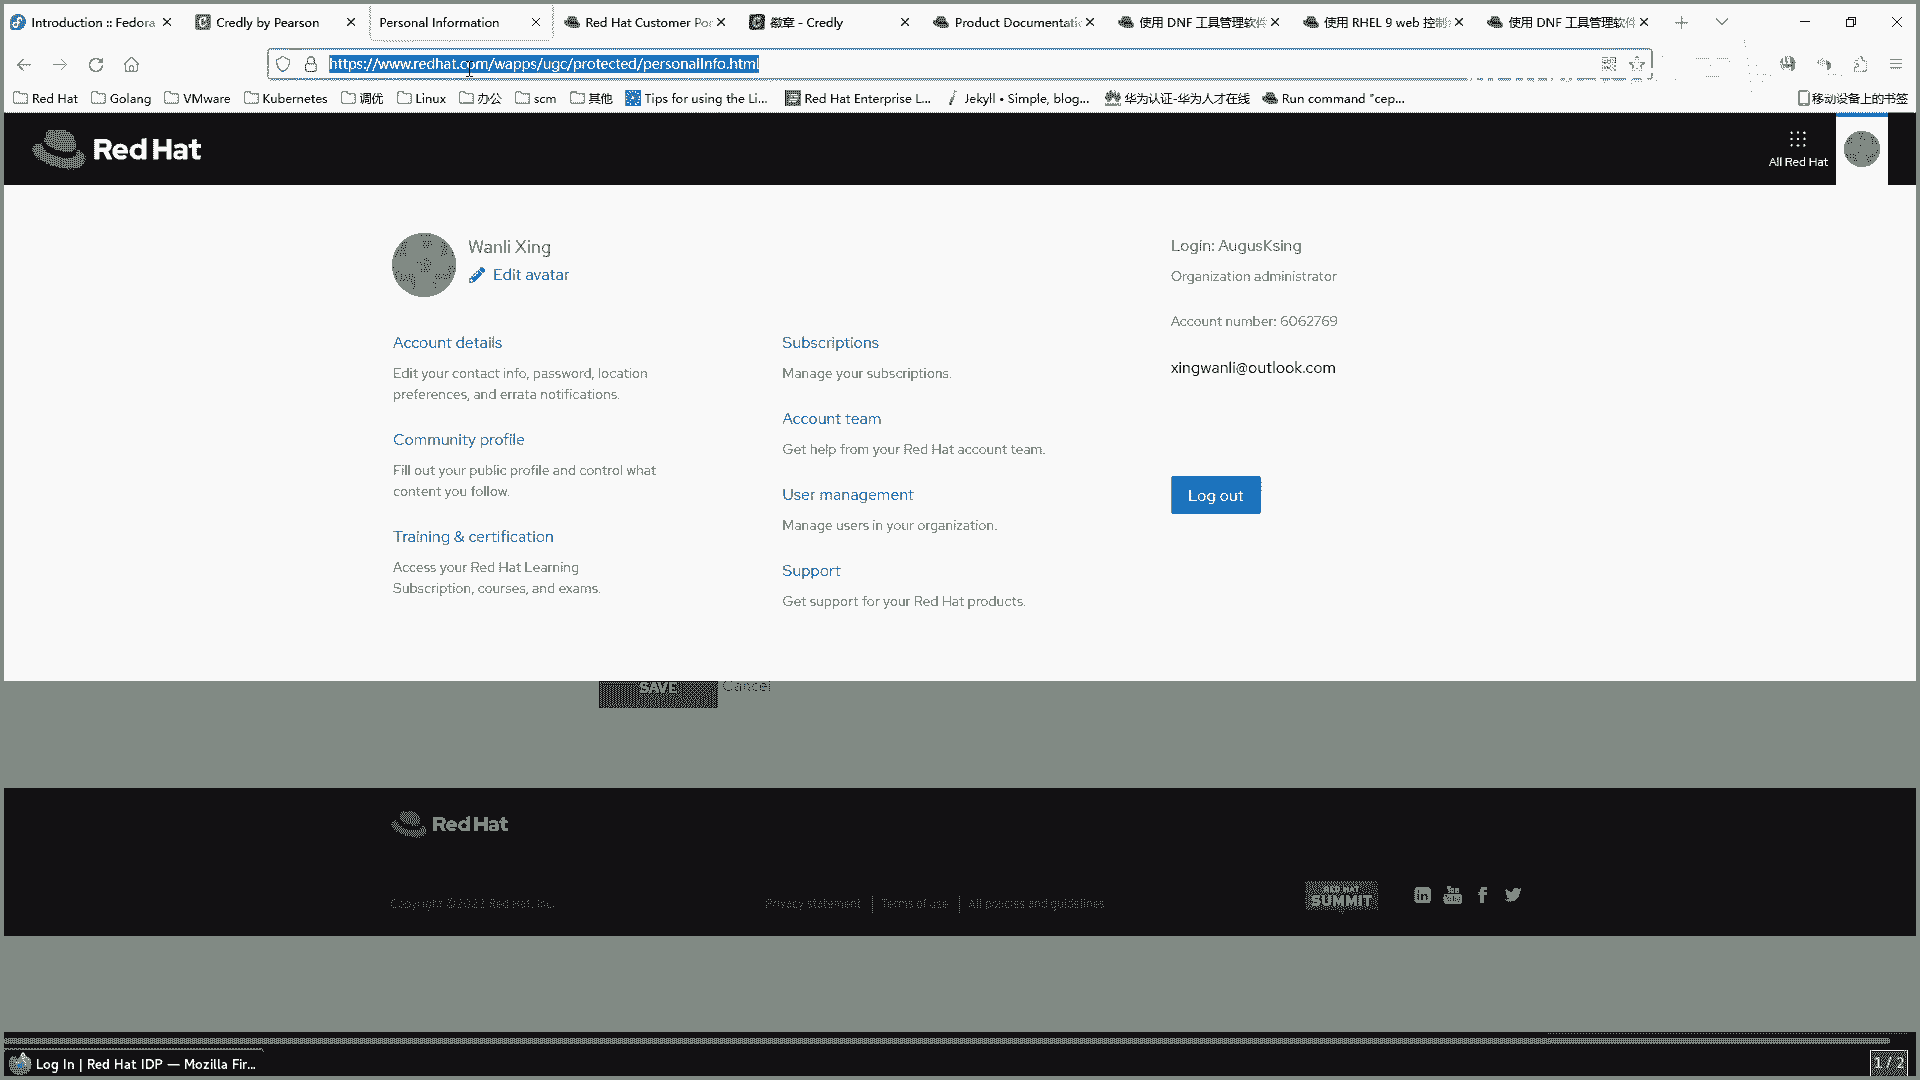 Introduction :: Fedora
Credly by Pearson
Personal Information
Red Hat Customer Po
徽章 - Credly
Product Documentatic
使用 DNF 工具管理软件
使用 RHEL 9 web 控制
使用 DNF 工具管理软件
https://www.redhat.com/wapps/ugc/protected/personalInfo.html
Red Hat
Golang
VMware
Kubernetes
调优
Linux
办公
scm
其他
Tips for using the Li...
Red Hat Enterprise L...
Jekyll • Simple, blog...
华为认证-华为人才在线
Run command "cep...
移动设备上的书签
Red Hat
All Red Hat
Wanli Xing
Edit avatar
Login: AugusKsing
Organization administrator
Account number: 6062769
xingwanli@outlook.com
Log out
Account details
Edit your contact info, password, location
preferences, and errata notifications.
Community profile
Fill out your public profile and control what
content you follow.
Training & certification
Access your Red Hat Learning
Subscription, courses, and exams.
Subscriptions
Manage your subscriptions.
Account team
Get help from your Red Hat account team.
User management
Manage users in your organization.
Support
Get support for your Red Hat products.
SAVE
Cancel
Red Hat
Copyright ©2022 Red Hat, Inc.
Privacy statement
Terms of use
All policies and guidelines
RED HAT
SUMMIT
Log In | Red Hat IDP — Mozilla Fir...
1 / 2